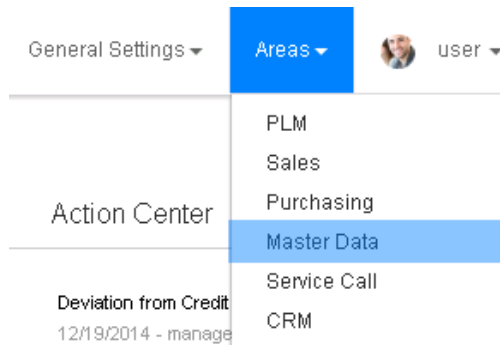 General Settings Areas user
PLM
Sales
Purchasing
Action Center
Master Data
Service Call
Deviation from Credit
CRM
12/19/2014 - manage